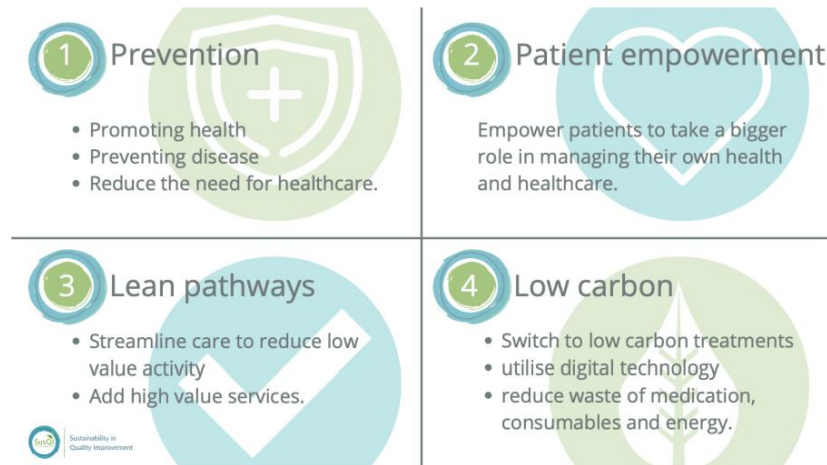 1 Prevention
• Promoting health
• Preventing disease
• Reduce the need for healthcare.
2 Patient empowerment
Empower patients to take a bigger
role in managing their own health
and healthcare.
3 Lean pathways
• Streamline care to reduce low
value activity
• Add high value services.
4 Low carbon
• Switch to low carbon treatments
• utilise digital technology
• reduce waste of medication,
consumables and energy.
SusQI
Sustainability in
Quality Improvement